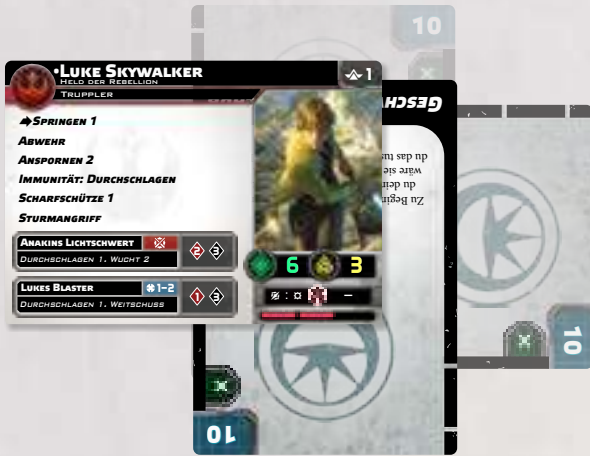 •Luke Skywalker
Held der Rebellion
1
Truppler
Springen 1
Abwehr
Anspornen 2
Immunität: Durchschlagen
Scharfschütze 1
Sturmangriff
Anakins Lichtschwert
2 3
Durchschlagen 1, Wucht 2
Lukes Blaster 1–2
1 3
Durchschlagen 1, Weitschuss
6 3
: –
Gesch
Zu Begin
du dein
wäre sie
du das tus
10
10
10